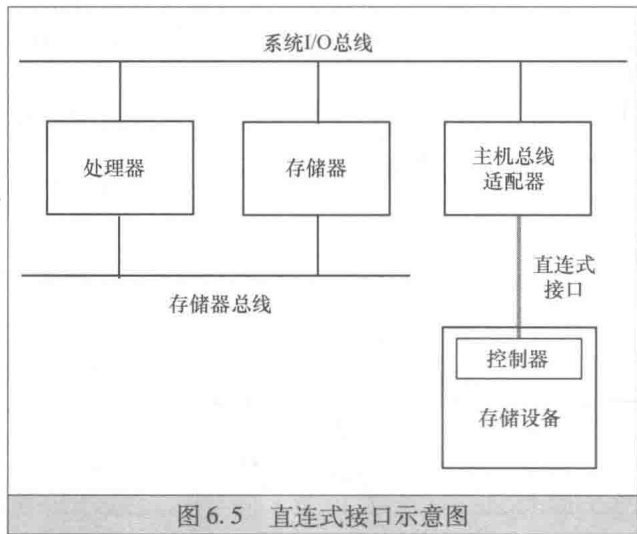 系统I/O总线
处理器
存储器
主机总线
适配器
存储器总线
直连式
接口
控制器
存储设备
图 6.5 直连式接口示意图